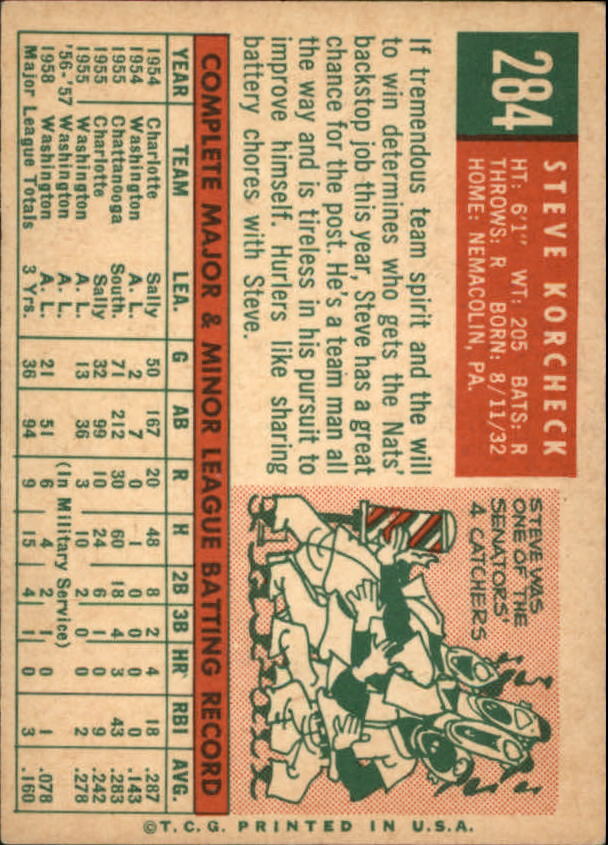 284
STEVE KORCHECK
HT: 6'1" WT: 205 BATS: R
THROWS: R BORN: 8/11/32
HOME: NEMACOLIN, PA.
If tremendous team spirit and the will
to win determines who gets the Nats'
backstop job this year, Steve has a great
chance for the post. He's a team man all
the way and is tireless in his pursuit to
improve himself. Hurlers like sharing
battery chores with Steve.
STEVE WAS
ONE OF THE
SENATORS'
4 CATCHERS
COMPLETE MAJOR & MINOR LEAGUE BATTING RECORD
YEAR TEAM LEA. G AB R H 2B 3B HR RBI AVG.
1954 Charlotte Sally 50 167 20 48 8 2 4 18 .287
1954 Washington A. L. 2 7 0 1 0 0 0 0 .143
1955 Chattanooga South. 71 212 30 60 18 4 3 43 .283
1955 Charlotte Sally 32 99 10 24 6 1 0 9 .242
1955 Washington A. L. 13 36 3 10 2 0 0 2 .278
'56-'57 Washington A. L. (In Military Service)
1958 Washington A. L. 21 51 6 4 2 1 0 1 .078
Major League Totals 3 Yrs. 36 94 9 15 4 1 0 3 .160
©T.C.G. PRINTED IN U.S.A.